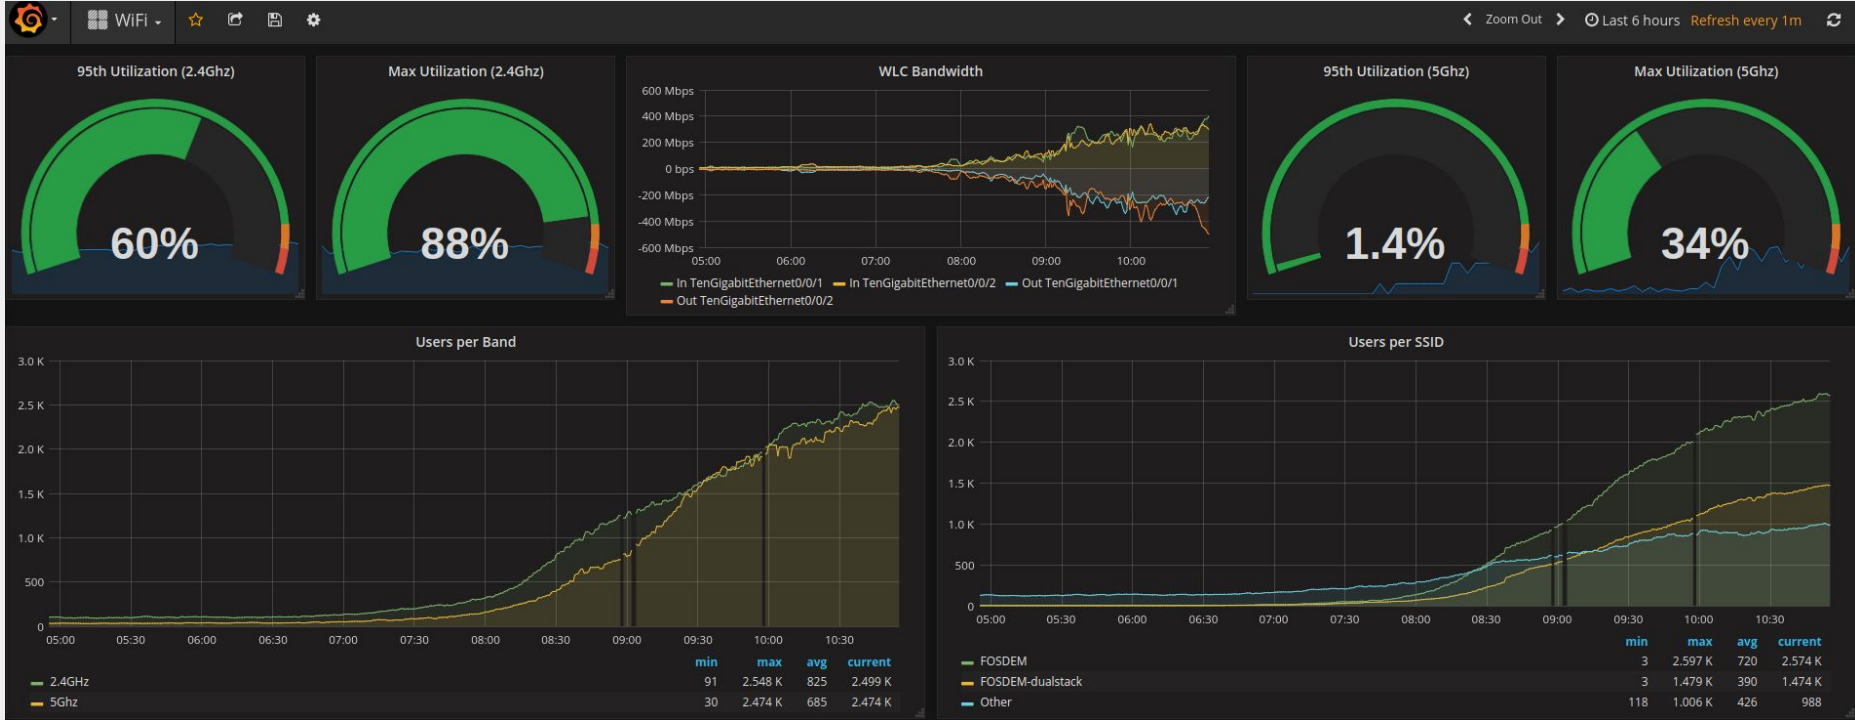 WiFi
Zoom Out
Last 6 hours Refresh every 1m
95th Utilization (2.4Ghz)
60%
Max Utilization (2.4Ghz)
88%
WLC Bandwidth
600 Mbps
400 Mbps
200 Mbps
0 bps
-200 Mbps
-400 Mbps
-600 Mbps
05:00 06:00 07:00 08:00 09:00 10:00
In TenGigabitEthernet0/0/1 In TenGigabitEthernet0/0/2 Out TenGigabitEthernet0/0/1
Out TenGigabitEthernet0/0/2
95th Utilization (5Ghz)
1.4%
Max Utilization (5Ghz)
34%
Users per Band
3.0 K
2.5 K
2.0 K
1.5 K
1.0 K
500
0
05:00 05:30 06:00 06:30 07:00 07:30 08:00 08:30 09:00 09:30 10:00 10:30
min max avg current
2.4GHz 91 2.548 K 825 2.499 K
5Ghz 30 2.474 K 685 2.474 K
Users per SSID
3.0 K
2.5 K
2.0 K
1.5 K
1.0 K
500
0
05:00 05:30 06:00 06:30 07:00 07:30 08:00 08:30 09:00 09:30 10:00 10:30
min max avg current
FOSDEM 3 2.597 K 720 2.574 K
FOSDEM-dualstack 3 1.479 K 390 1.474 K
Other 118 1.006 K 426 988